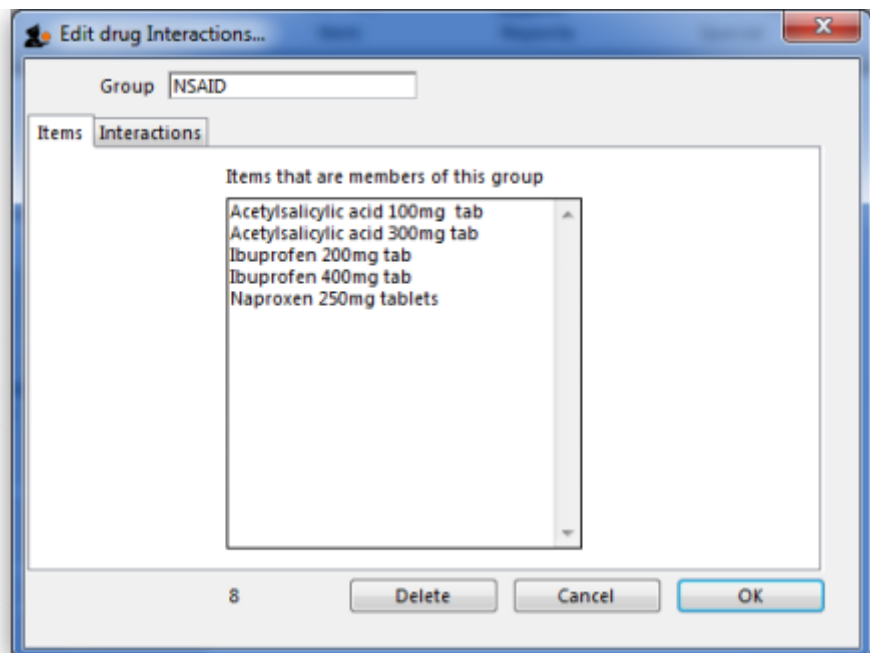 Edit drug Interactions...
Group NSAID
Items Interactions
Items that are members of this group
Acetylsalicylic acid 100mg  tab
Acetylsalicylic acid 300mg tab
Ibuprofen 200mg tab
Ibuprofen 400mg tab
Naproxen 250mg tablets
8 Delete Cancel OK